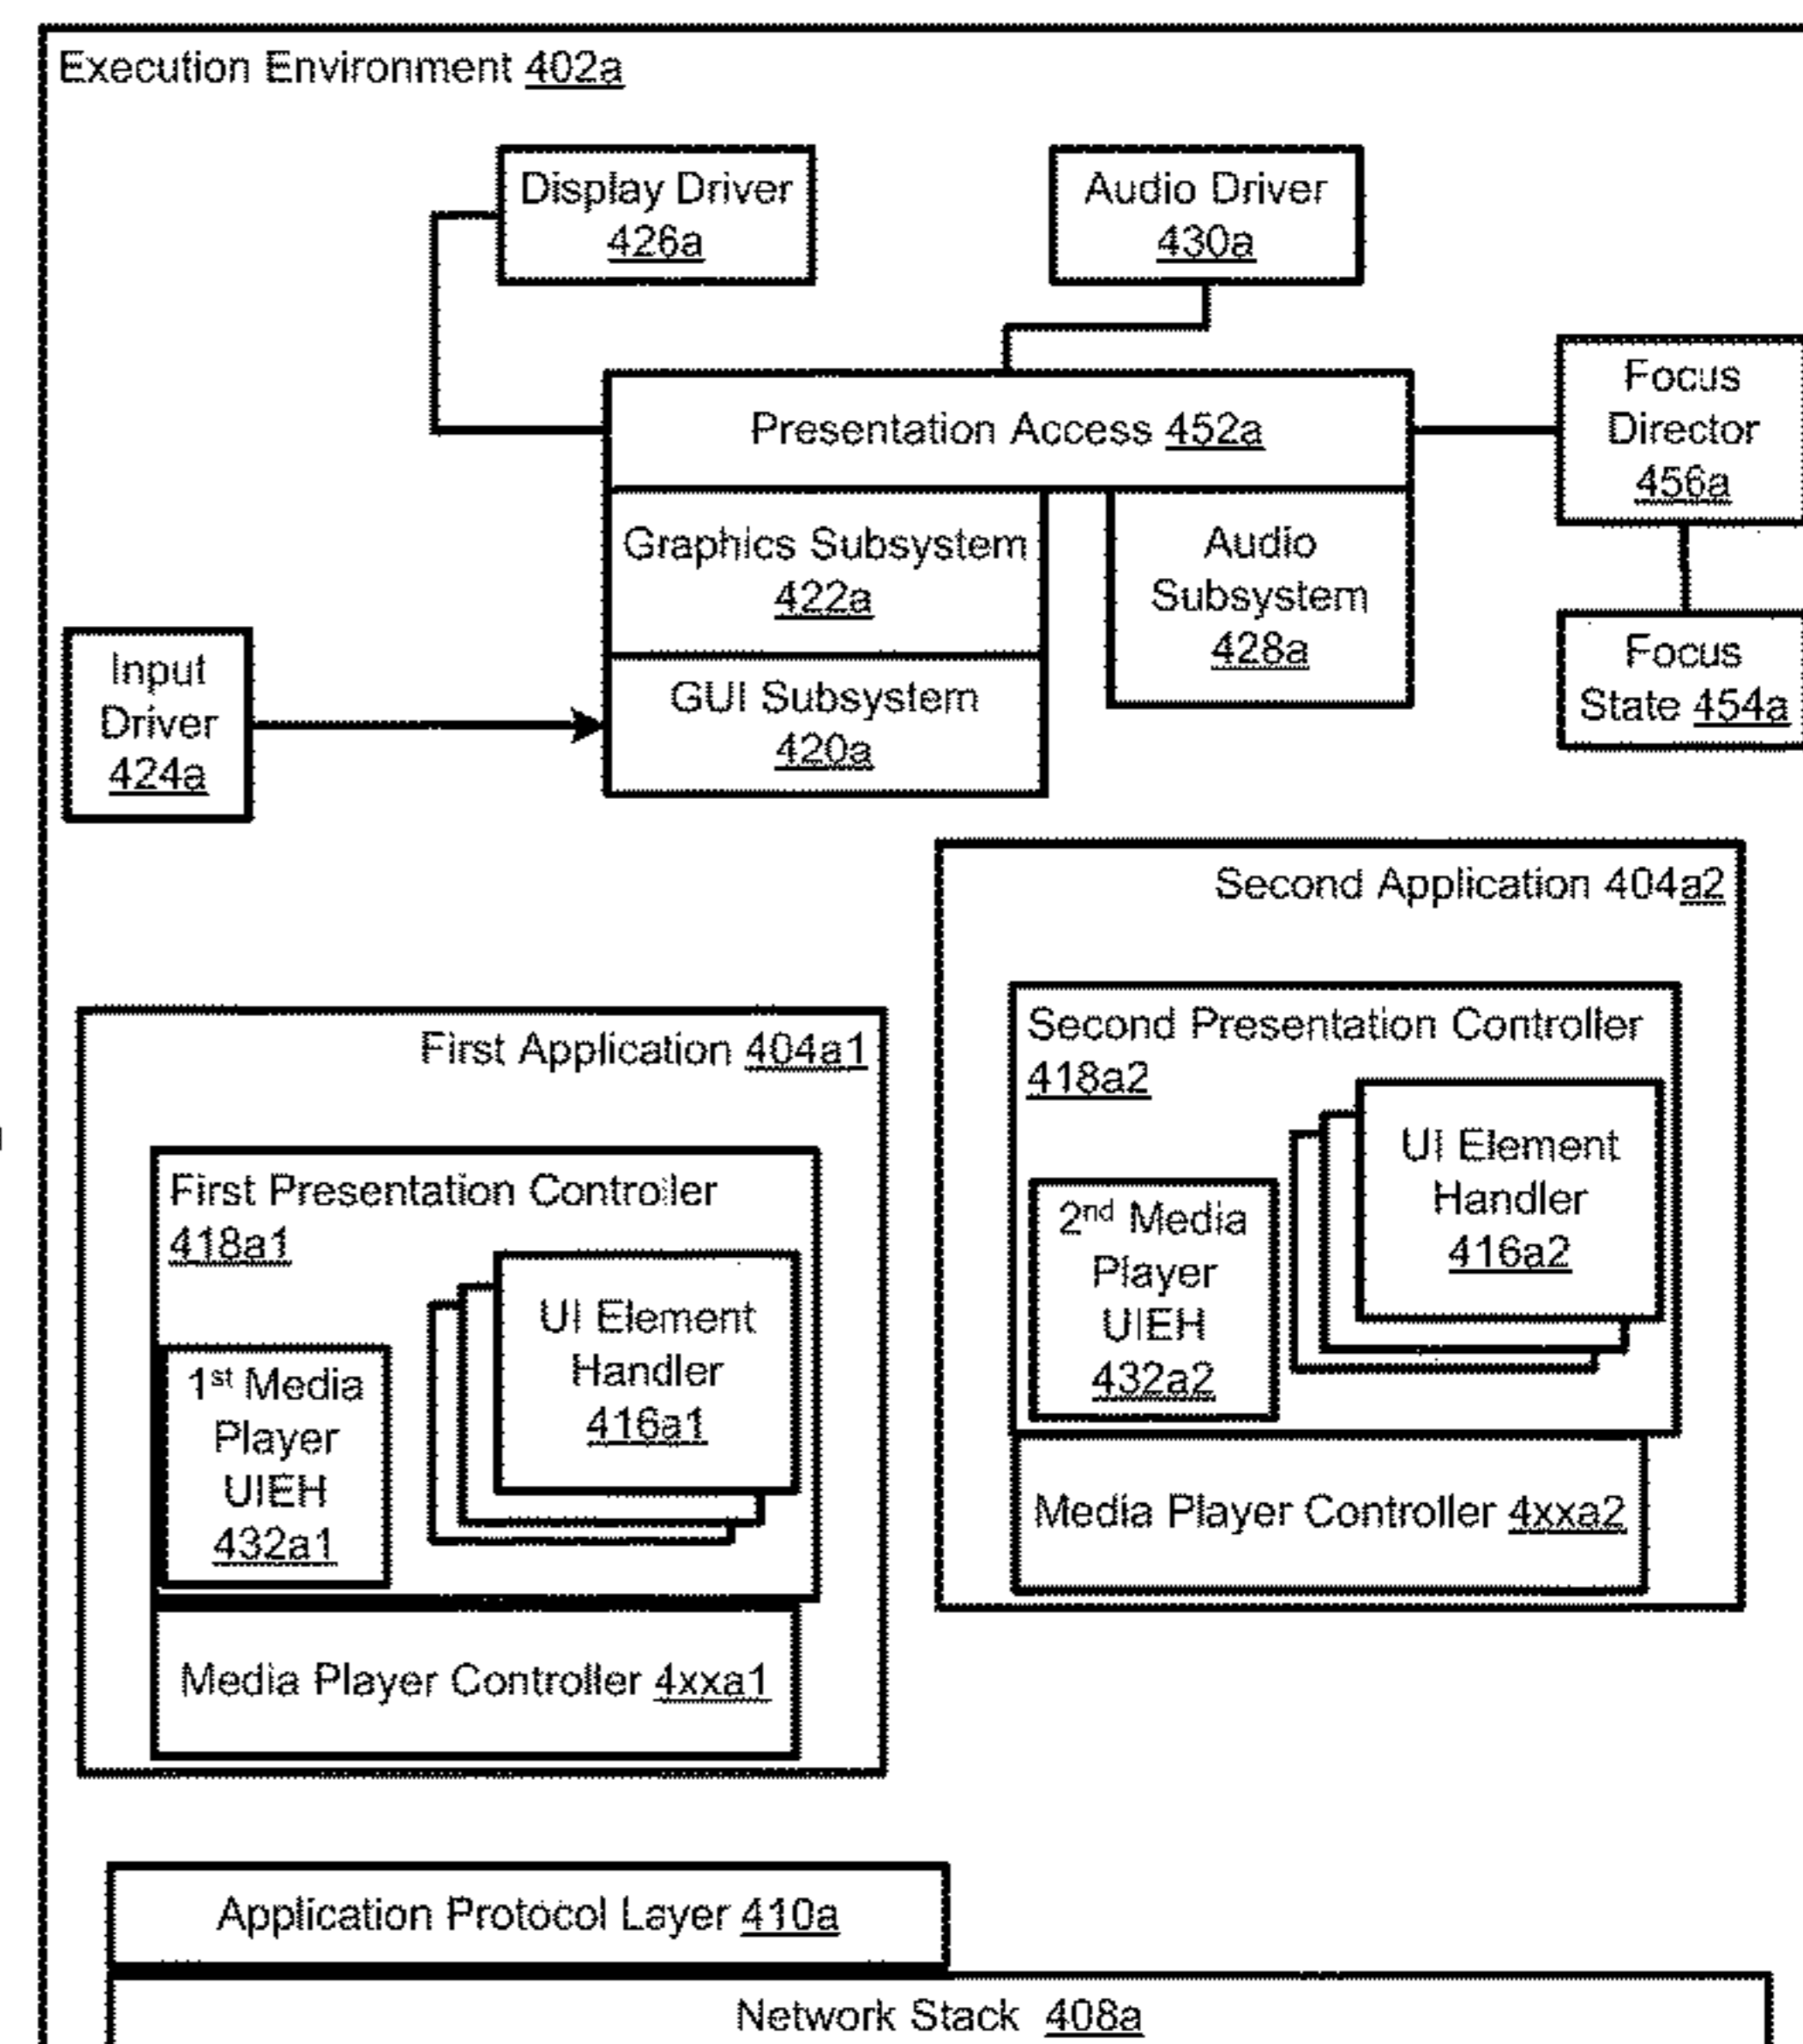 Execution Environment 402a
Display Driver
426a
Audio Driver
430a
Presentation Access 452a
Focus
Director
456a
Graphics Subsystem
422a
Audio
Subsystem
428a
Focus
State 454a
Input
Driver
424a
GUI Subsystem
420a
Second Application 404a2
Second Presentation Controller
418a2
UI Element
Handler
416a2
2nd Media
Player
UIEH
432a2
Media Player Controller 4xxa2
First Application 404a1
First Presentation Controller
418a1
UI Element
Handler
416a1
1st Media
Player
UIEH
432a1
Media Player Controller 4xxa1
Application Protocol Layer 410a
Network Stack 408a